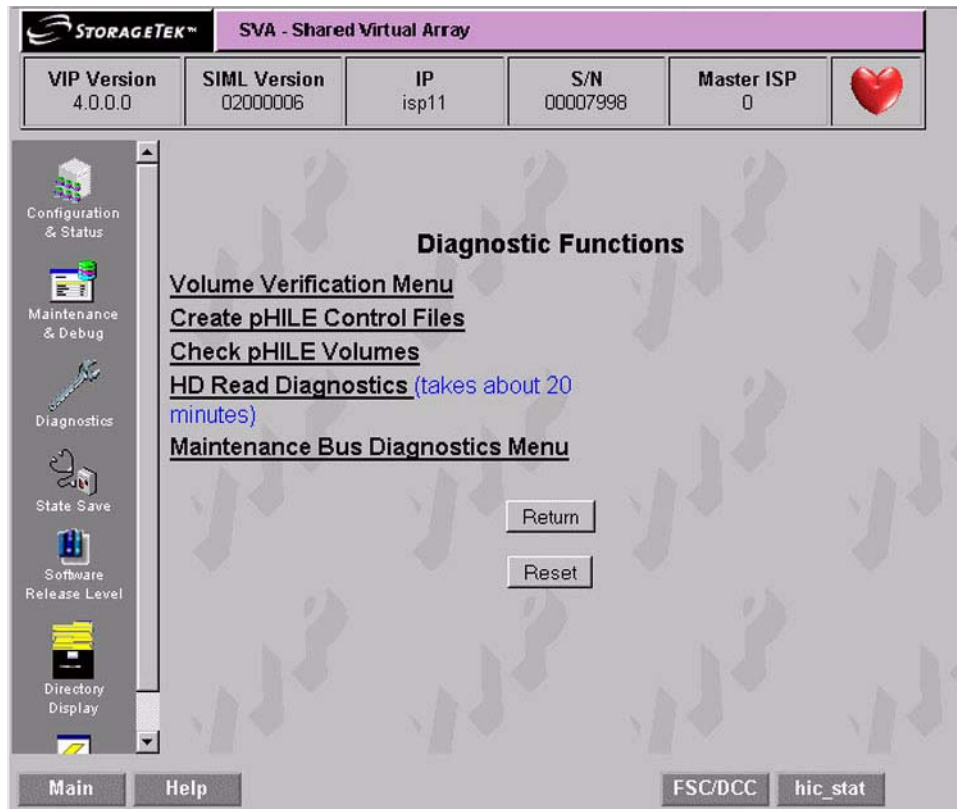 STORAGETEK™
SVA - Shared Virtual Array
VIP Version
4.0.0.0
SIML Version
02000006
IP
isp11
S/N
00007998
Master ISP
0
Configuration
& Status
Maintenance
& Debug
Diagnostics
State Save
Software
Release Level
Directory
Display
Diagnostic Functions
Volume Verification Menu
Create pHILE Control Files
Check pHILE Volumes
HD Read Diagnostics (takes about 20
minutes)
Maintenance Bus Diagnostics Menu
Return
Reset
Main
Help
FSC/DCC
hic_stat